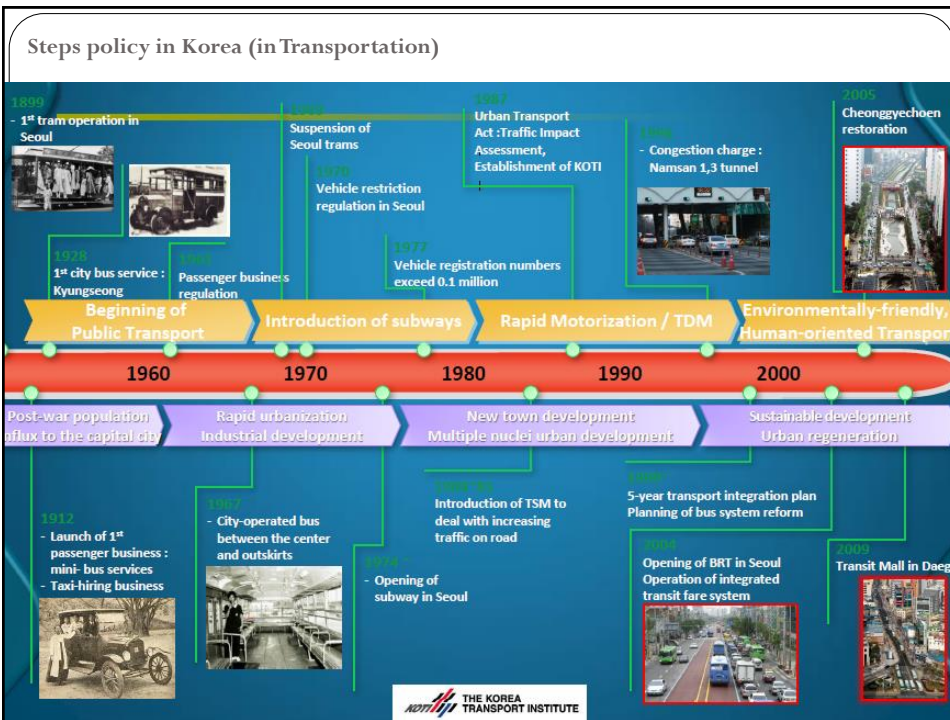 Steps policy in Korea (in Transportation)
1899
- 1st tram operation in
Seoul
1928
1st city bus service :
Kyungseong
Passenger business
regulation
Suspension of
Seoul trams
1970
Vehicle restriction
regulation in Seoul
1977
Vehicle registration numbers
exceed 0.1 million
1987
Urban Transport
Act :Traffic Impact
Assessment,
Establishment of KOTI
- Congestion charge :
Namsan 1,3 tunnel
2005
Cheonggyechoen
restoration
Beginning of
Public Transport
Introduction of subways
Rapid Motorization / TDM
Environmentally-friendly,
Human-oriented Transpor
1960
1970
1980
1990
2000
Post-war population
nflux to the capital city
Rapid urbanization
Industrial development
New town development
Multiple nuclei urban development
Sustainable development
Urban regeneration
1912
- Launch of 1st
passenger business :
mini- bus services
- Taxi-hiring business
1967
- City-operated bus
between the center
and outskirts
1974
- Opening of
subway in Seoul
Introduction of TSM to
deal with increasing
traffic on road
5-year transport integration plan
Planning of bus system reform
2004
Opening of BRT in Seoul
Operation of integrated
transit fare system
2009
Transit Mall in Daeg
KOTI
THE KOREA
TRANSPORT INSTITUTE